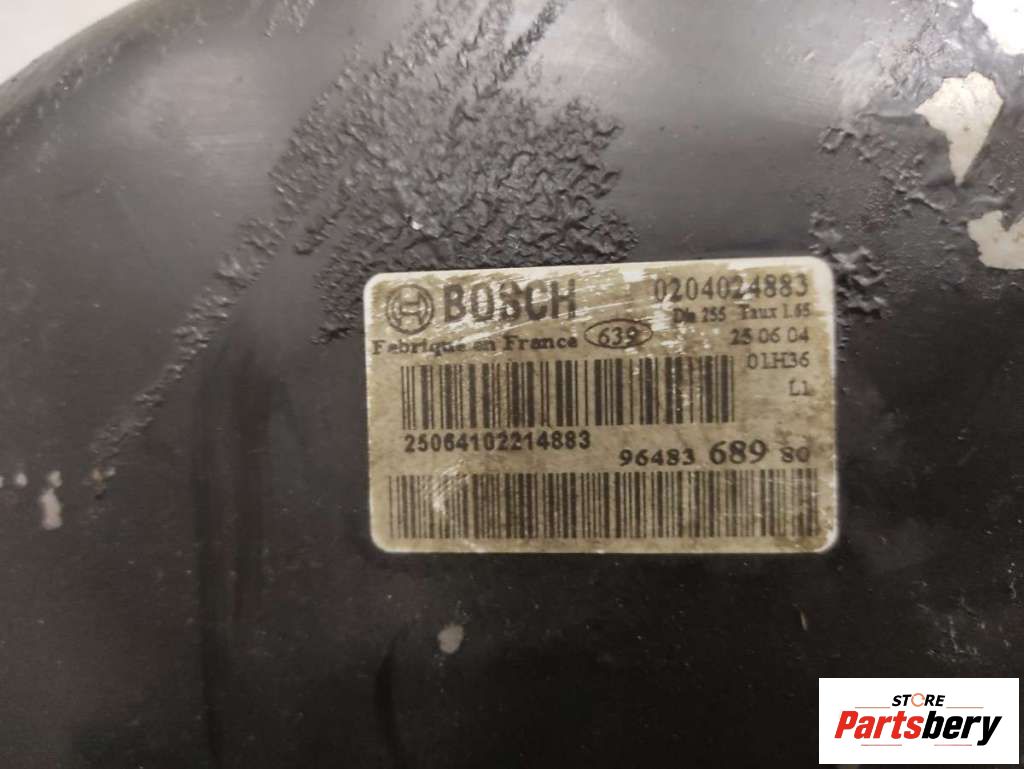 BOSCH 0204024883
Dia 255 Taux 1.65
Fabrique en France 639 25 06 04
01H36
L1
25064102214883
96483 689 80
STORE
Partsbery